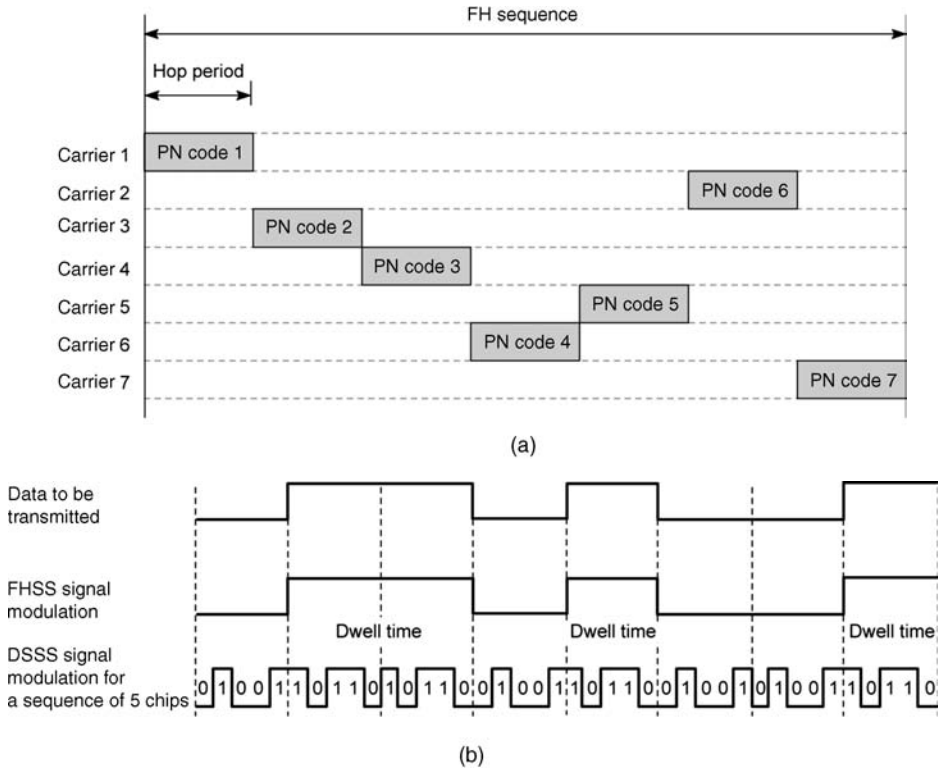 FH sequence
Hop period
Carrier 1 PN code 1
Carrier 2 PN code 6
Carrier 3 PN code 2
Carrier 4 PN code 3
Carrier 5 PN code 5
Carrier 6 PN code 4
Carrier 7 PN code 7
(a)
Data to be
transmitted
FHSS signal
modulation
Dwell time Dwell time Dwell time
DSSS signal
modulation for
a sequence of 5 chips
0 1 0 0 1 1 0 1 1 0 1 0 1 1 0 0 1 0 0 1 1 0 1 1 0 0 1 0 0 1 0 1 0 0 1 1 0 1 1 0
(b)